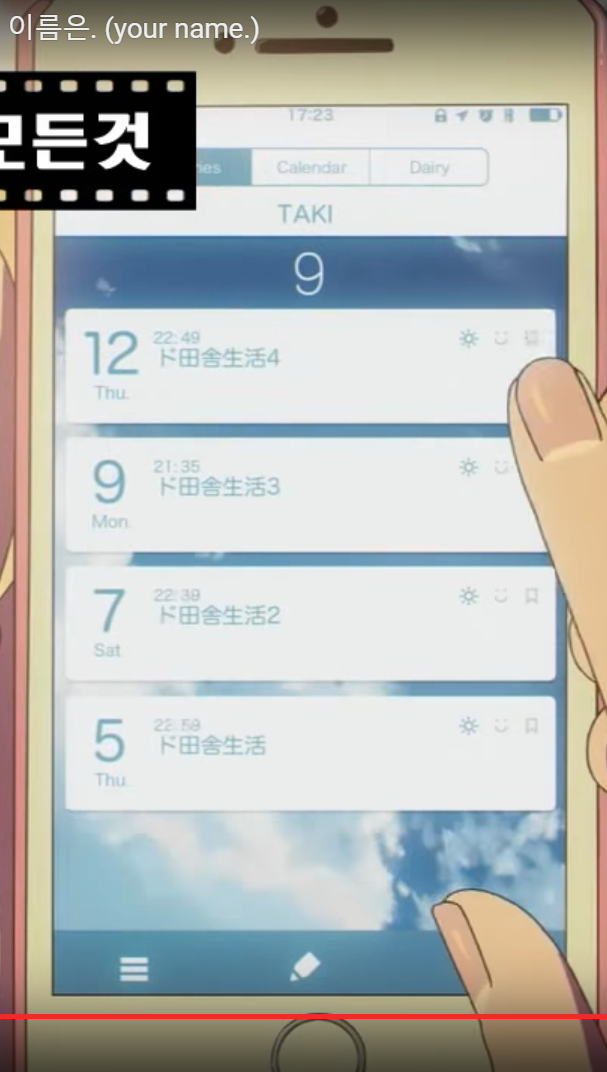 이름은. (your name.)
모든것
17:23
ies Calendar Dairy
TAKI
9
12 Thu. 22:49 ド田舎生活4
9 Mon. 21:35 ド田舎生活3
7 Sat. 22:39 ド田舎生活2
5 Thu. 22:59 ド田舎生活